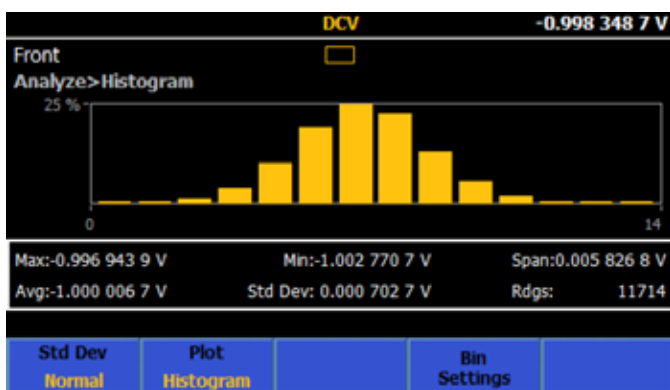 DCV -0.998 348 7 V
Front
Analyze>Histogram
25 %
0 14
Max:-0.996 943 9 V Min:-1.002 770 7 V Span:0.005 826 8 V
Avg:-1.000 006 7 V Std Dev: 0.000 702 7 V Rdgs: 11714
Std Dev Plot Bin
Normal Histogram Settings